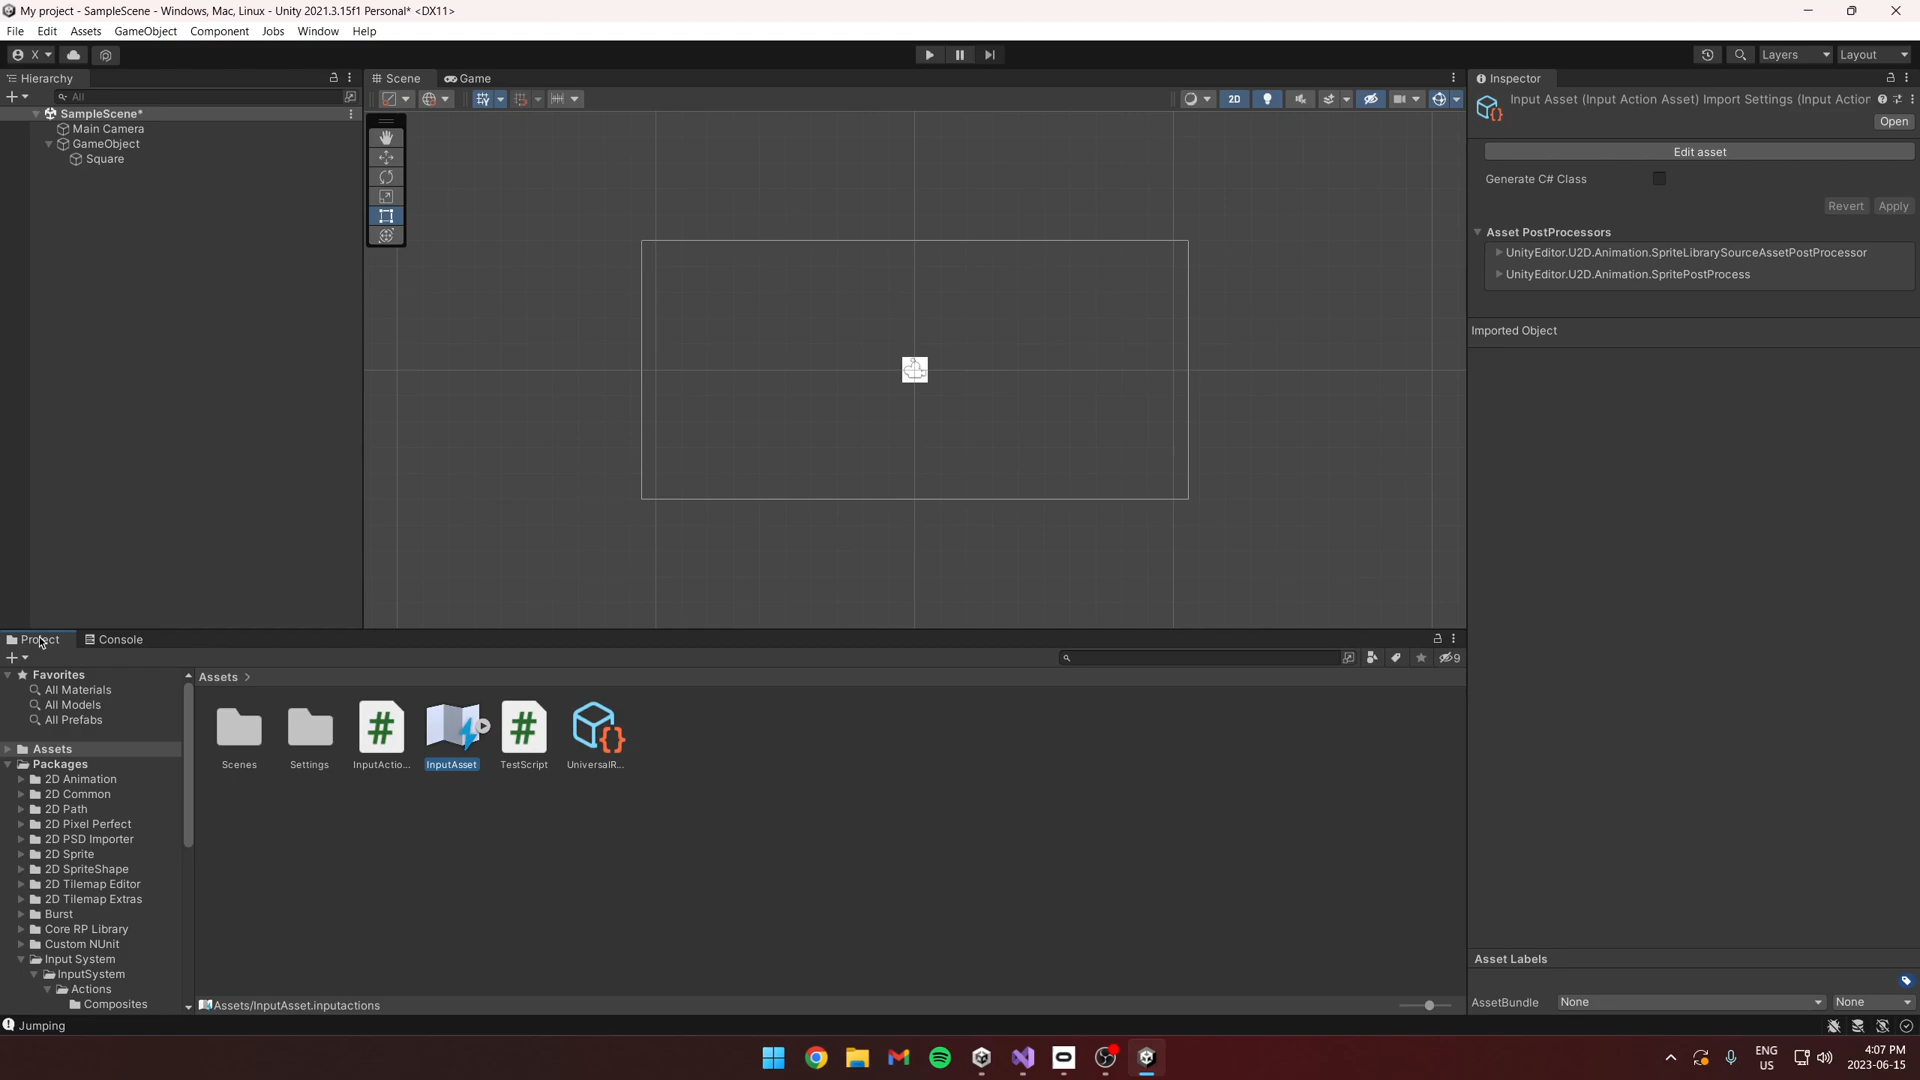 My project - SampleScene - Windows, Mac, Linux - Unity 2021.3.15f1 Personal* <DX11>
File Edit Assets GameObject Component Jobs Window Help
X Layers Layout
Hierarchy Scene Game Inspector
All 2D
SampleScene*
Main Camera
GameObject
Square
Input Asset (Input Action Asset) Import Settings (Input Action
Open
Edit asset
Generate C# Class
Revert Apply
Asset PostProcessors
UnityEditor.U2D.Animation.SpriteLibrarySourceAssetPostProcessor
UnityEditor.U2D.Animation.SpritePostProcess
Imported Object
Project Console
9
Favorites
All Materials
All Models
All Prefabs
Assets
Packages
2D Animation
2D Common
2D Path
2D Pixel Perfect
2D PSD Importer
2D Sprite
2D SpriteShape
2D Tilemap Editor
2D Tilemap Extras
Burst
Core RP Library
Custom NUnit
Input System
InputSystem
Actions
Composites
Assets >
Scenes Settings InputActio... InputAsset TestScript UniversalR...
Assets/InputAsset.inputactions
Asset Labels
AssetBundle None None
Jumping
ENG
US
4:07 PM
2023-06-15